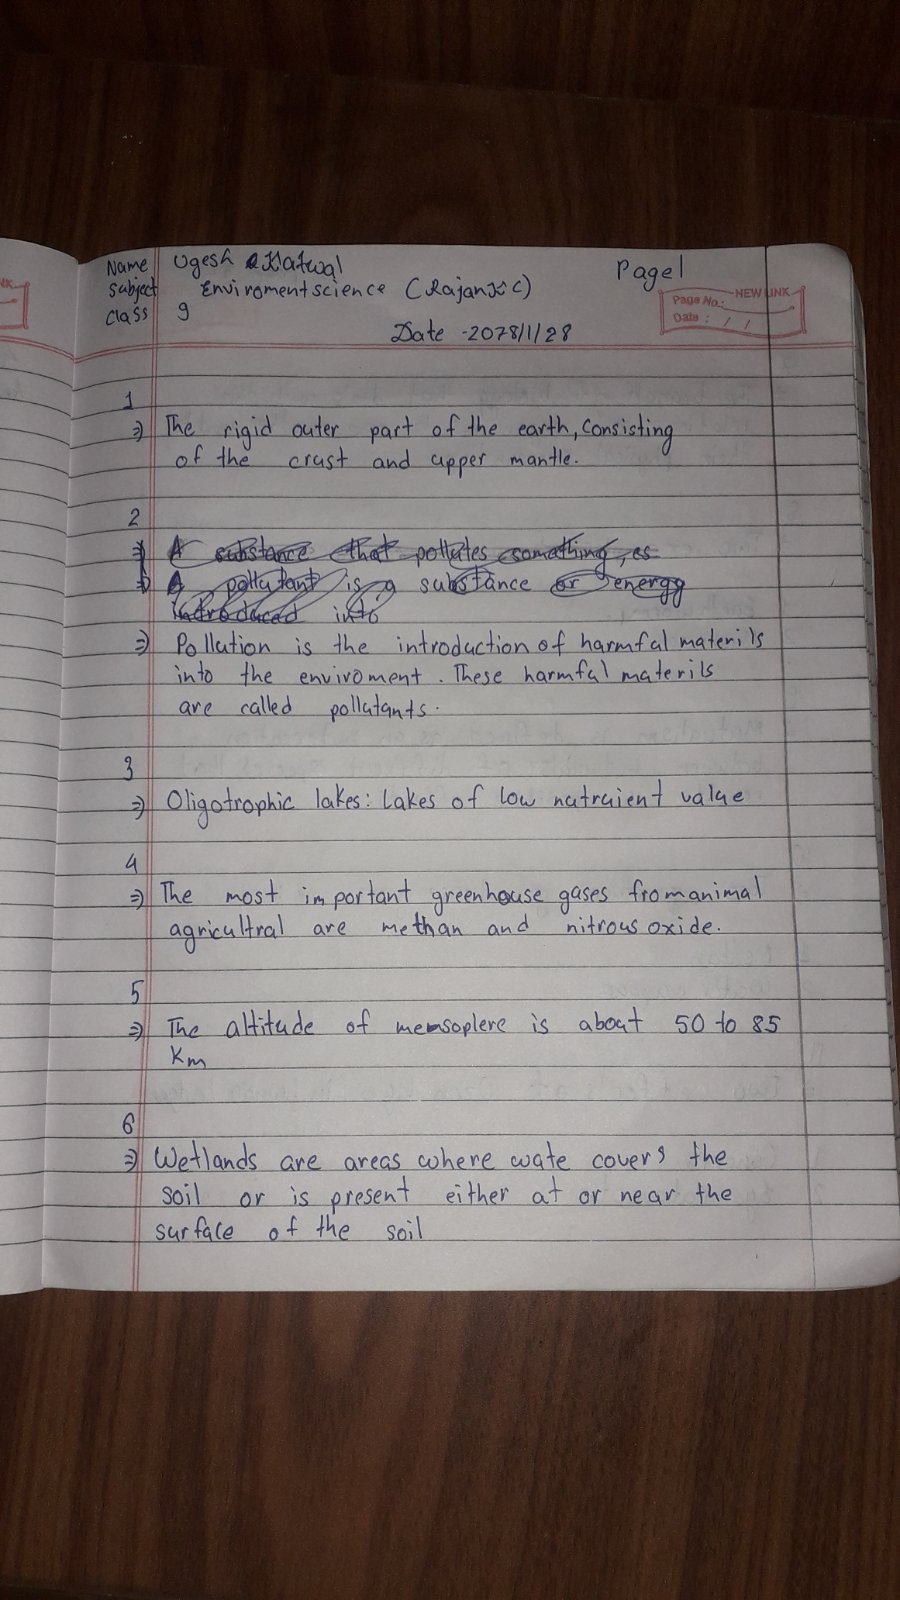 Name Ugesh Katwal
Page 1
Subject Enviromentscience (Rajan K C)
Class 9
NEW LINK
Page No.:
Date : / /
Date - 2078/1/28
1
⇒ The rigid outer part of the earth, Consisting
of the crust and upper mantle.
2
⇒ A substance that pollutes something, as
⇒ A pollutant is a substance or energy
introduced into
⇒ Pollution is the introduction of harmful materils
into the enviroment. These harmful materils
are called pollutants.
3
⇒ Oligotrophic lakes: Lakes of low nutraient value
4
⇒ The most important greenhouse gases from animal
agricultral are methan and nitrous oxide.
5
⇒ The altitude of mensoplere is about 50 to 85
Km
6
⇒ Wetlands are areas where wate covers the
soil or is present either at or near the
surface of the soil